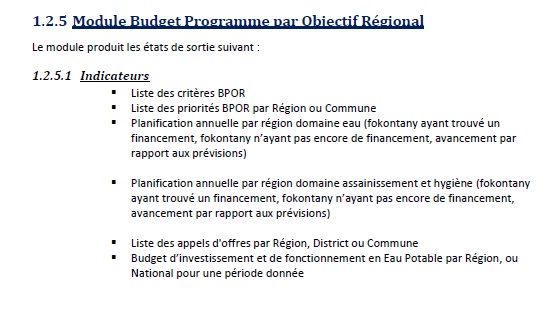 1.2.5 Module Budget Programme par Objectif Régional
Le module produit les états de sortie suivant :
1.2.5.1 Indicateurs
▪ Liste des critères BPOR
▪ Liste des priorités BPOR par Région ou Commune
▪ Planification annuelle par région domaine eau (fokontany ayant trouvé un
financement, fokontany n'ayant pas encore de financement, avancement par
rapport aux prévisions)
▪ Planification annuelle par région domaine assainissement et hygiène (fokontany
ayant trouvé un financement, fokontany n'ayant pas encore de financement,
avancement par rapport aux prévisions)
▪ Liste des appels d'offres par Région, District ou Commune
▪ Budget d'investissement et de fonctionnement en Eau Potable par Région, ou
National pour une période donnée